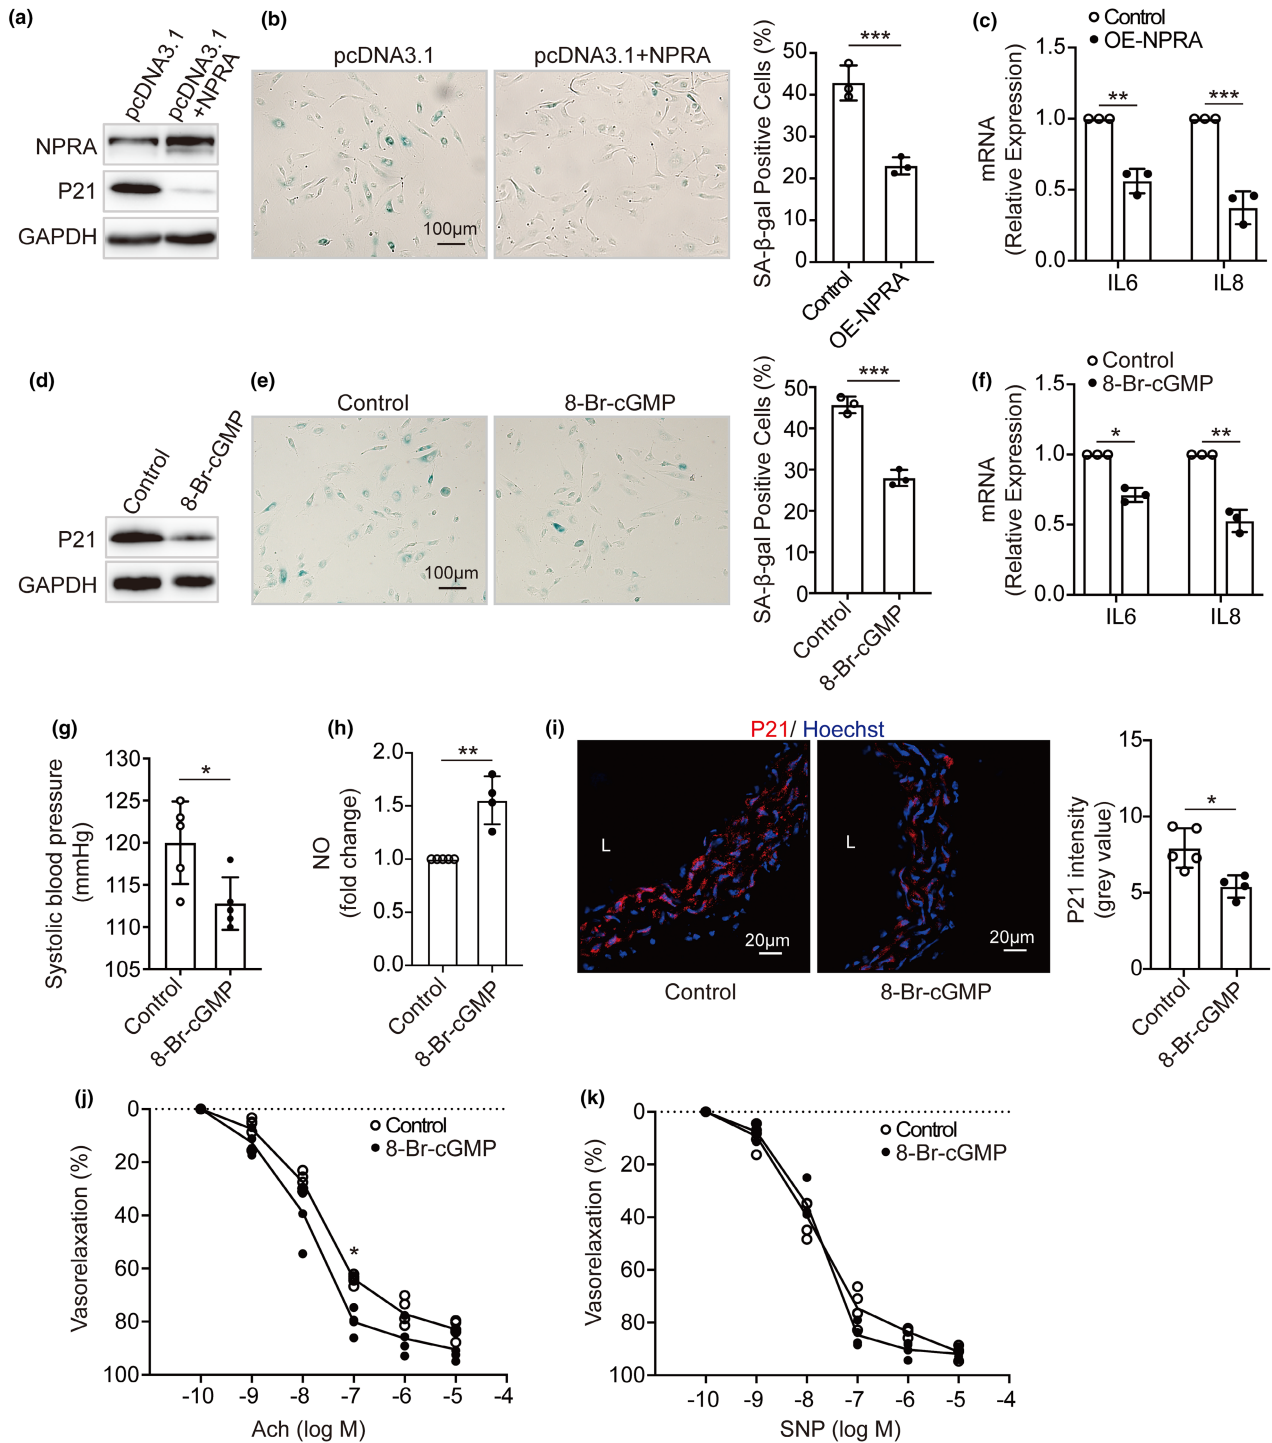 (a)
pcDNA3.1
pcDNA3.1
+NPRA
NPRA
P21
GAPDH
(b)
pcDNA3.1
pcDNA3.1+NPRA
100μm
SA-β-gal Positive Cells (%)
50
40
30
20
10
0
***
Control
OE-NPRA
(c)
Control
OE-NPRA
mRNA
(Relative Expression)
1.5
1.0
0.5
0.0
**
***
IL6
IL8
(d)
Control
8-Br-cGMP
P21
GAPDH
(e)
Control
8-Br-cGMP
100μm
SA-β-gal Positive Cells (%)
50
40
30
20
10
0
***
Control
8-Br-cGMP
(f)
Control
8-Br-cGMP
mRNA
(Relative Expression)
1.5
1.0
0.5
0.0
*
**
IL6
IL8
(g)
Systolic blood pressure
(mmHg)
130
125
120
115
110
105
*
Control
8-Br-cGMP
(h)
NO
(fold change)
2.0
1.5
1.0
0.5
0.0
**
Control
8-Br-cGMP
(i)
P21/ Hoechst
L
20μm
L
20μm
Control
8-Br-cGMP
P21 intensity
(grey value)
15
10
5
0
*
Control
8-Br-cGMP
(j)
Vasorelaxation (%)
0
20
40
60
80
100
Control
8-Br-cGMP
*
-10 -9 -8 -7 -6 -5 -4
Ach (log M)
(k)
Vasorelaxation (%)
0
20
40
60
80
100
Control
8-Br-cGMP
-10 -9 -8 -7 -6 -5 -4
SNP (log M)